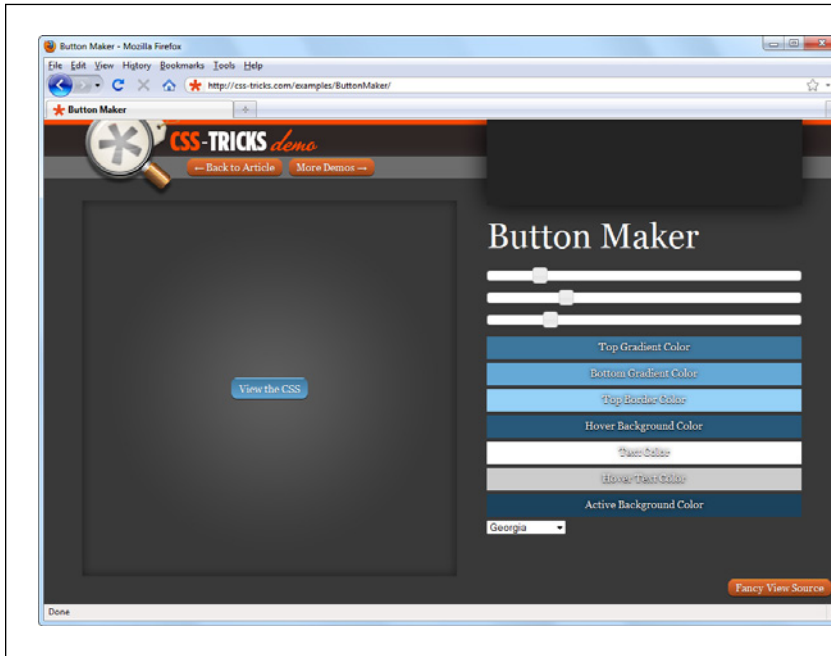 Button Maker - Mozilla Firefox
File Edit View History Bookmarks Tools Help
http://css-tricks.com/examples/ButtonMaker/
Button Maker
CSS-TRICKS demo
← Back to Article More Demos →
Button Maker
Top Gradient Color
Bottom Gradient Color
Top Border Color
View the CSS
Hover Background Color
Text Color
Hover Text Color
Active Background Color
Georgia
Fancy View Source
Done